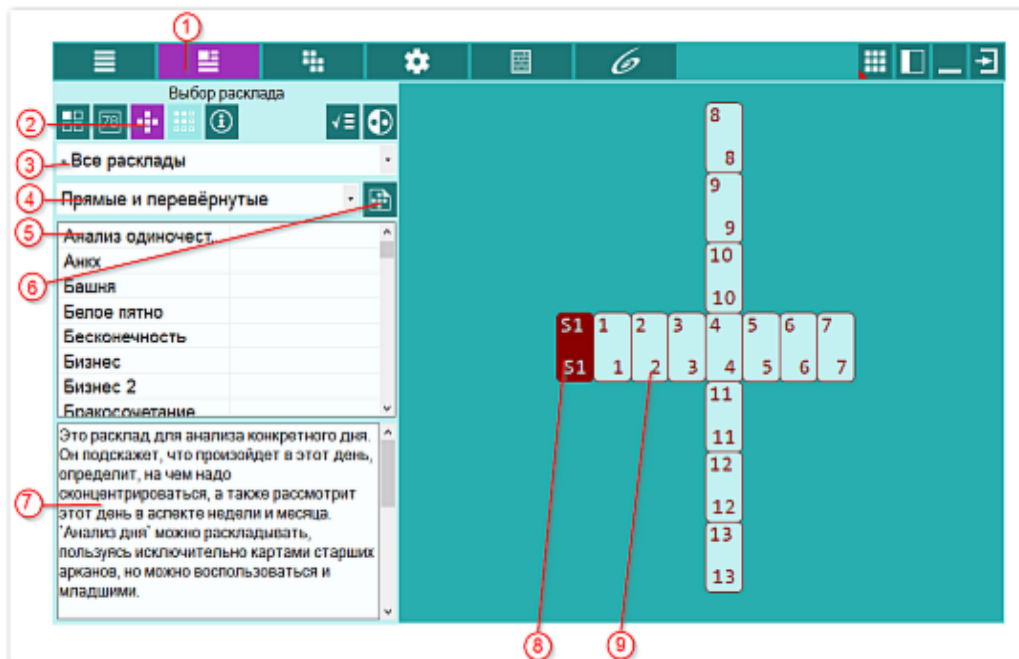 1
Выбор расклада
2
78
3
Все расклады
4
Прямые и перевёрнутые
5
Анализ одиночест...
Анкх
6
Башня
Белое пятно
Бесконечность
Бизнес
Бизнес 2
Бракосочетание
7
Это расклад для анализа конкретного дня.
Он подскажет, что произойдет в этот день,
определит, на чем надо
сконцентрироваться, а также рассмотрит
этот день в аспекте недели и месяца.
"Анализ дня" можно раскладывать,
пользуясь исключительно картами старших
арканов, но можно воспользоваться и
младшими.
8
8
9
9
10
10
S1 1 2 3 4 5 6 7
S1 1 2 3 4 5 6 7
11
11
12
12
13
13
8
9